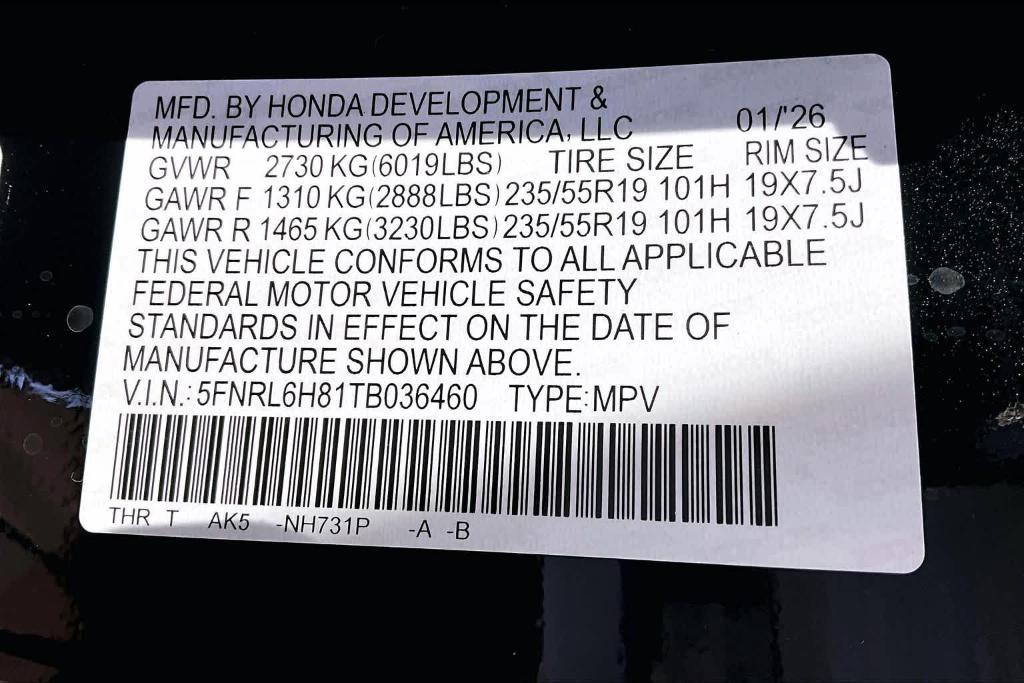 MFD. BY HONDA DEVELOPMENT &
MANUFACTURING OF AMERICA, LLC 01/'26
GVWR 2730 KG(6019LBS) TIRE SIZE RIM SIZE
GAWR F 1310 KG(2888LBS) 235/55R19 101H 19X7.5J
GAWR R 1465 KG(3230LBS) 235/55R19 101H 19X7.5J
THIS VEHICLE CONFORMS TO ALL APPLICABLE
FEDERAL MOTOR VEHICLE SAFETY
STANDARDS IN EFFECT ON THE DATE OF
MANUFACTURE SHOWN ABOVE.
V.I.N.: 5FNRL6H81TB036460 TYPE:MPV
THR T AK5 -NH731P -A -B